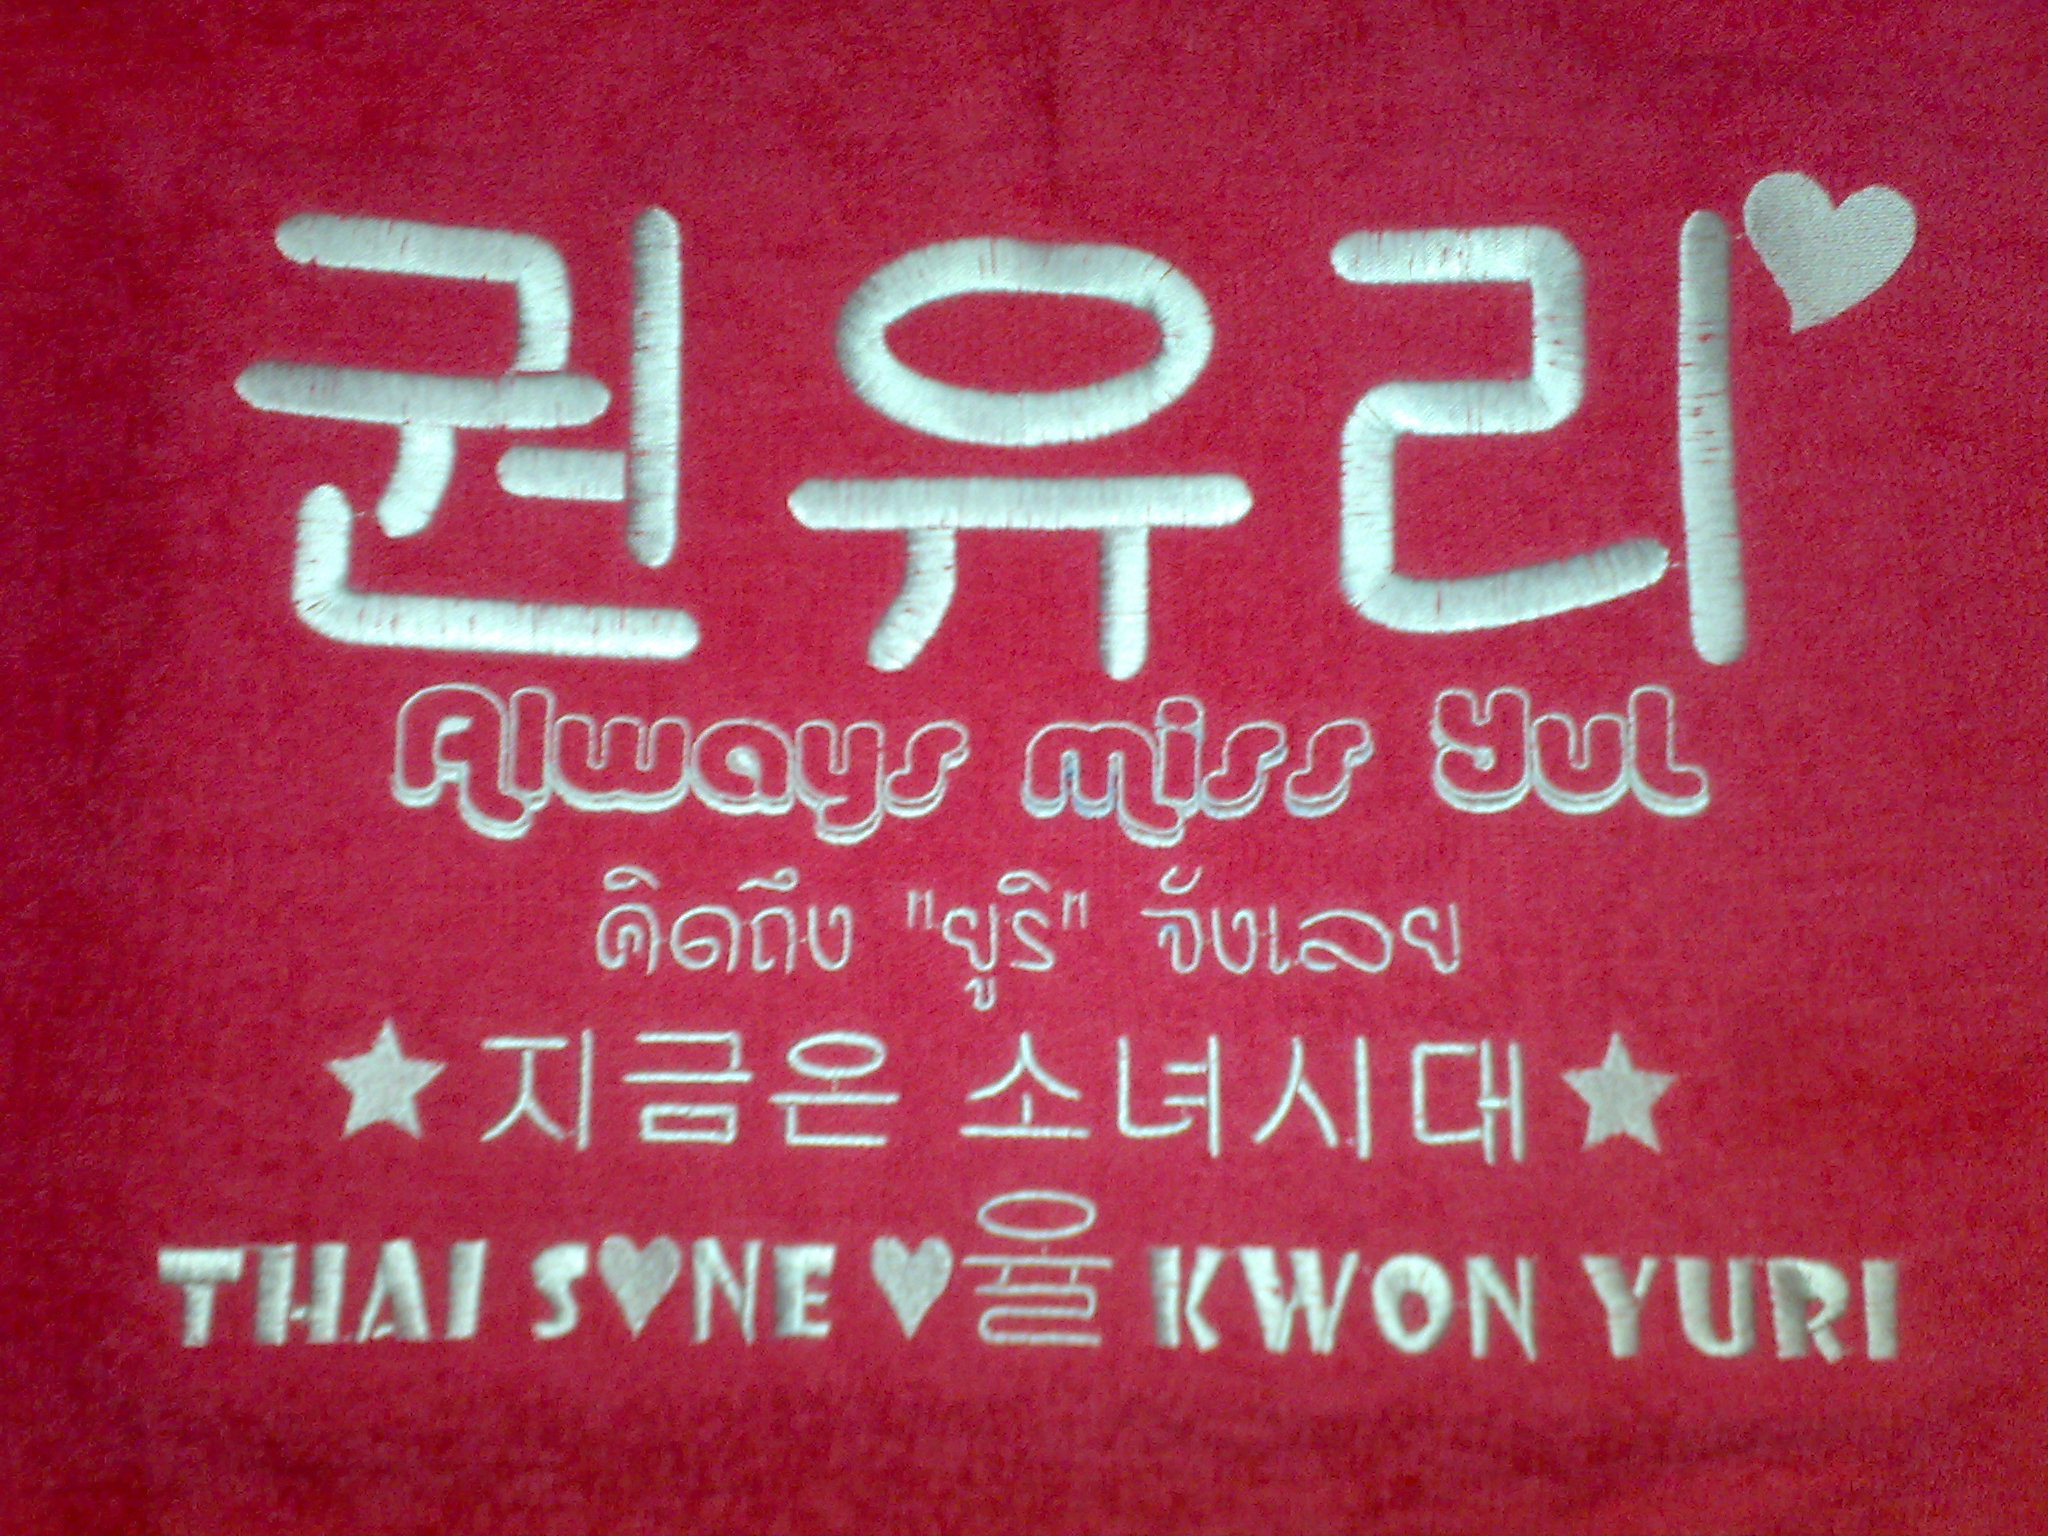 권유리♥
Always miss Yul
คิดถึง "ยูริ" จังเลย
★지금은 소녀시대★
THAI S♥NE ♥율 KWON YURI